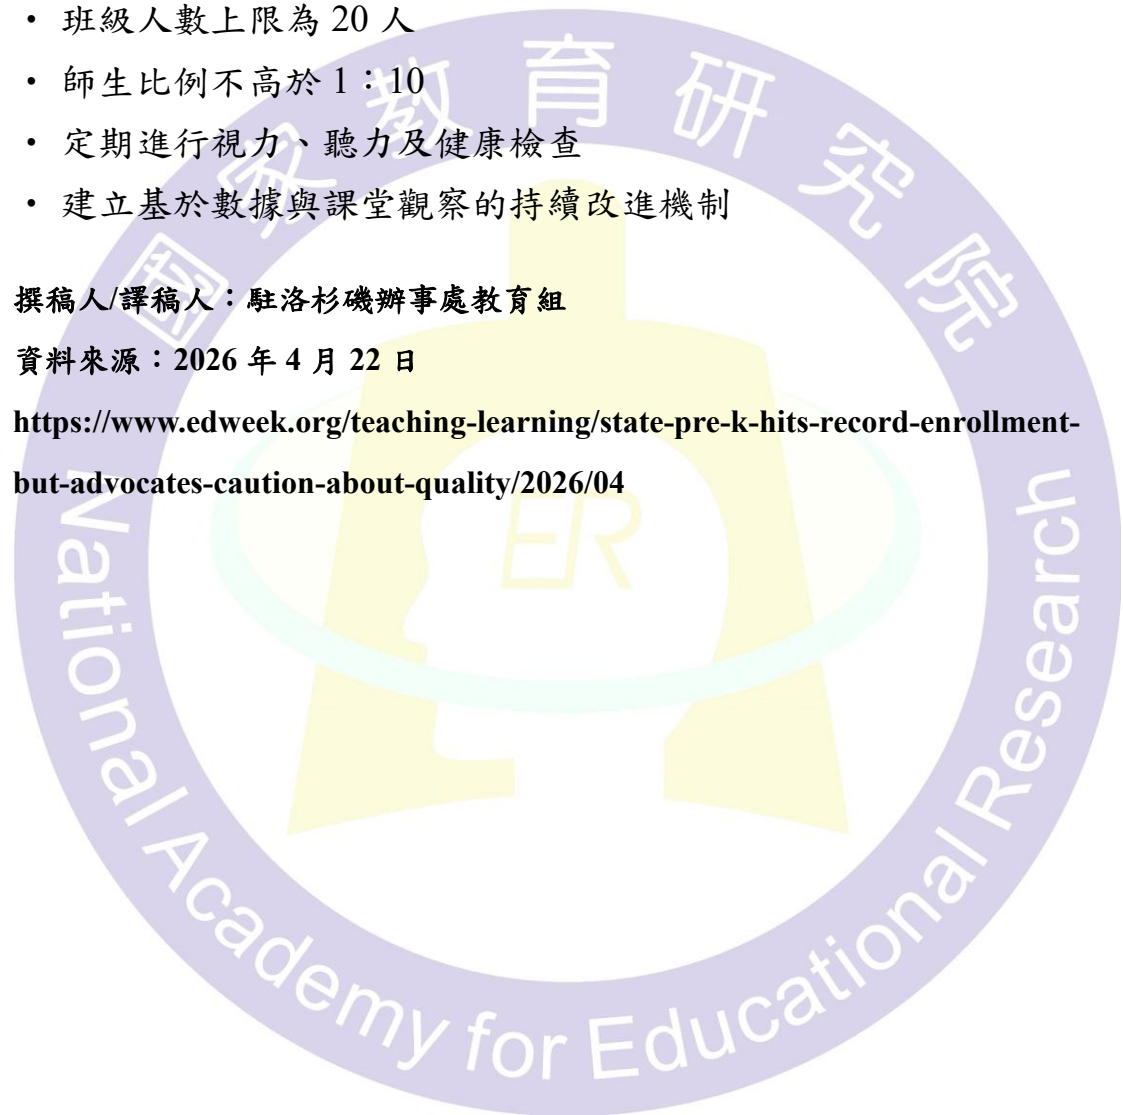 • 班級人數上限為 20 人
• 師生比例不高於 1：10
• 定期進行視力、聽力及健康檢查
• 建立基於數據與課堂觀察的持續改進機制
撰稿人/譯稿人：駐洛杉磯辦事處教育組
資料來源：2026 年 4 月 22 日
https://www.edweek.org/teaching-learning/state-pre-k-hits-record-enrollment-
but-advocates-caution-about-quality/2026/04
國家教育研究院
ER
National Academy for Educational Research